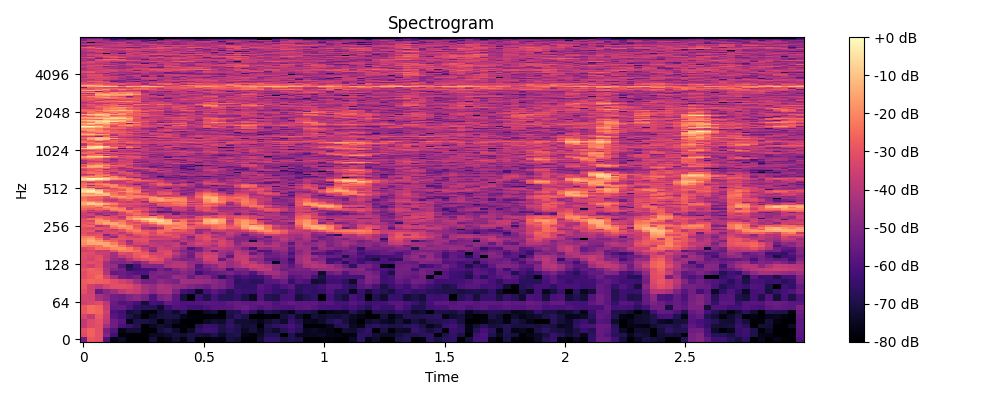 Spectrogram
Hz
4096
2048
1024
512
256
128
64
0
0
0.5
1
1.5
2
2.5
Time
+0 dB
-10 dB
-20 dB
-30 dB
-40 dB
-50 dB
-60 dB
-70 dB
-80 dB